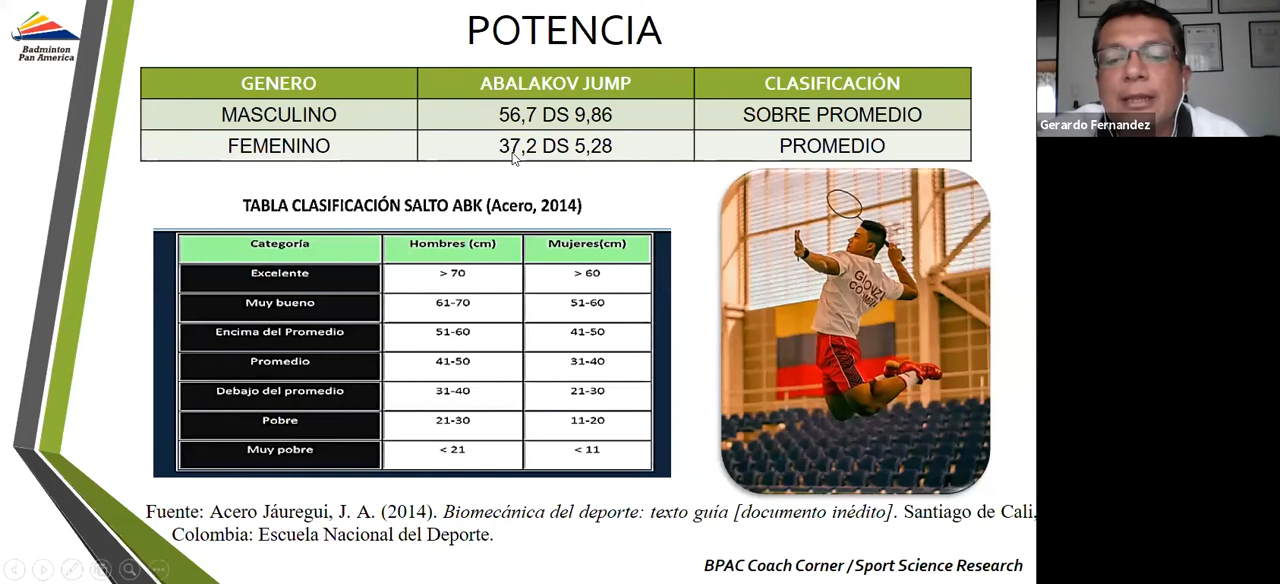 POTENCIA
Badminton
Pan America
GENERO ABALAKOV JUMP CLASIFICACIÓN
MASCULINO 56,7 DS 9,86 SOBRE PROMEDIO
FEMENINO 37,2 DS 5,28 PROMEDIO
Gerardo Fernandez
TABLA CLASIFICACIÓN SALTO ABK (Acero, 2014)
Categoría Hombres (cm) Mujeres(cm)
Excelente > 70 > 60
Muy bueno 61-70 51-60
Encima del Promedio 51-60 41-50
Promedio 41-50 31-40
Debajo del promedio 31-40 21-30
Pobre 21-30 11-20
Muy pobre < 21 < 11
Fuente: Acero Jáuregui, J. A. (2014). Biomecánica del deporte: texto guía [documento inédito]. Santiago de Cali,
Colombia: Escuela Nacional del Deporte.
BPAC Coach Corner / Sport Science Research